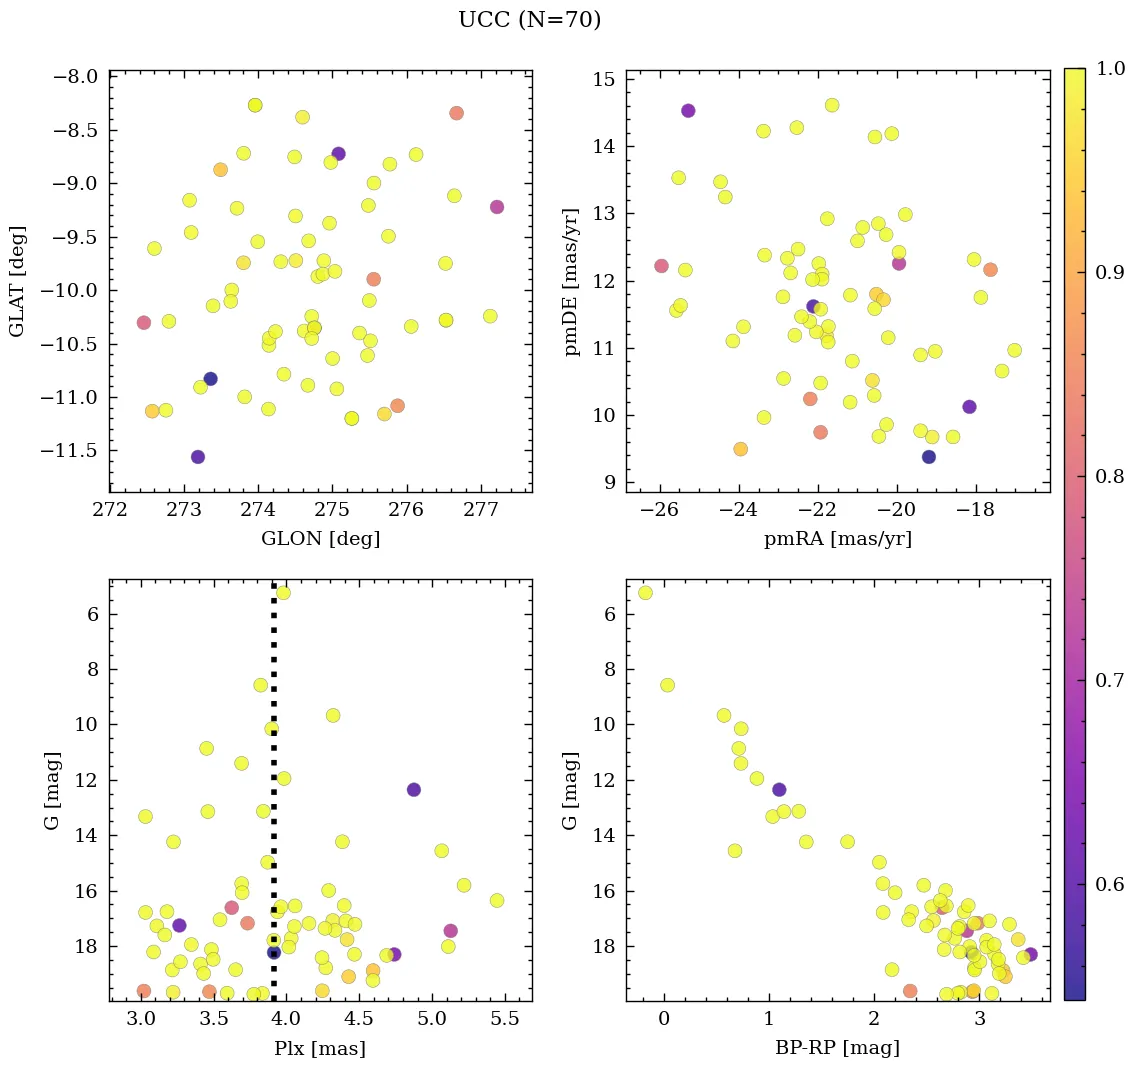 UCC (N=70)
−8.0
−8.5
−9.0
−9.5
−10.0
−10.5
−11.0
−11.5
GLAT [deg]
272 273 274 275 276 277
GLON [deg]
15
14
13
12
11
10
9
pmDE [mas/yr]
−26 −24 −22 −20 −18
pmRA [mas/yr]
1.0
0.9
0.8
0.7
0.6
6
8
10
12
14
16
18
G [mag]
3.0 3.5 4.0 4.5 5.0 5.5
Plx [mas]
6
8
10
12
14
16
18
G [mag]
0 1 2 3
BP-RP [mag]